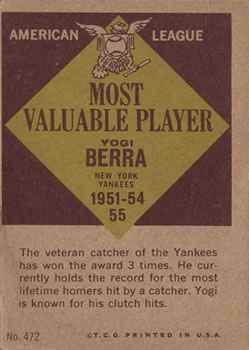 AMERICAN LEAGUE
MOST
VALUABLE PLAYER
YOGI
BERRA
NEW YORK
YANKEES
1951-54
55
The veteran catcher of the Yankees
has won the award 3 times. He cur-
rently holds the record for the most
lifetime homers hit by a catcher. Yogi
is known for his clutch hits.
No. 472 ©T.C.G. PRINTED IN U.S.A.